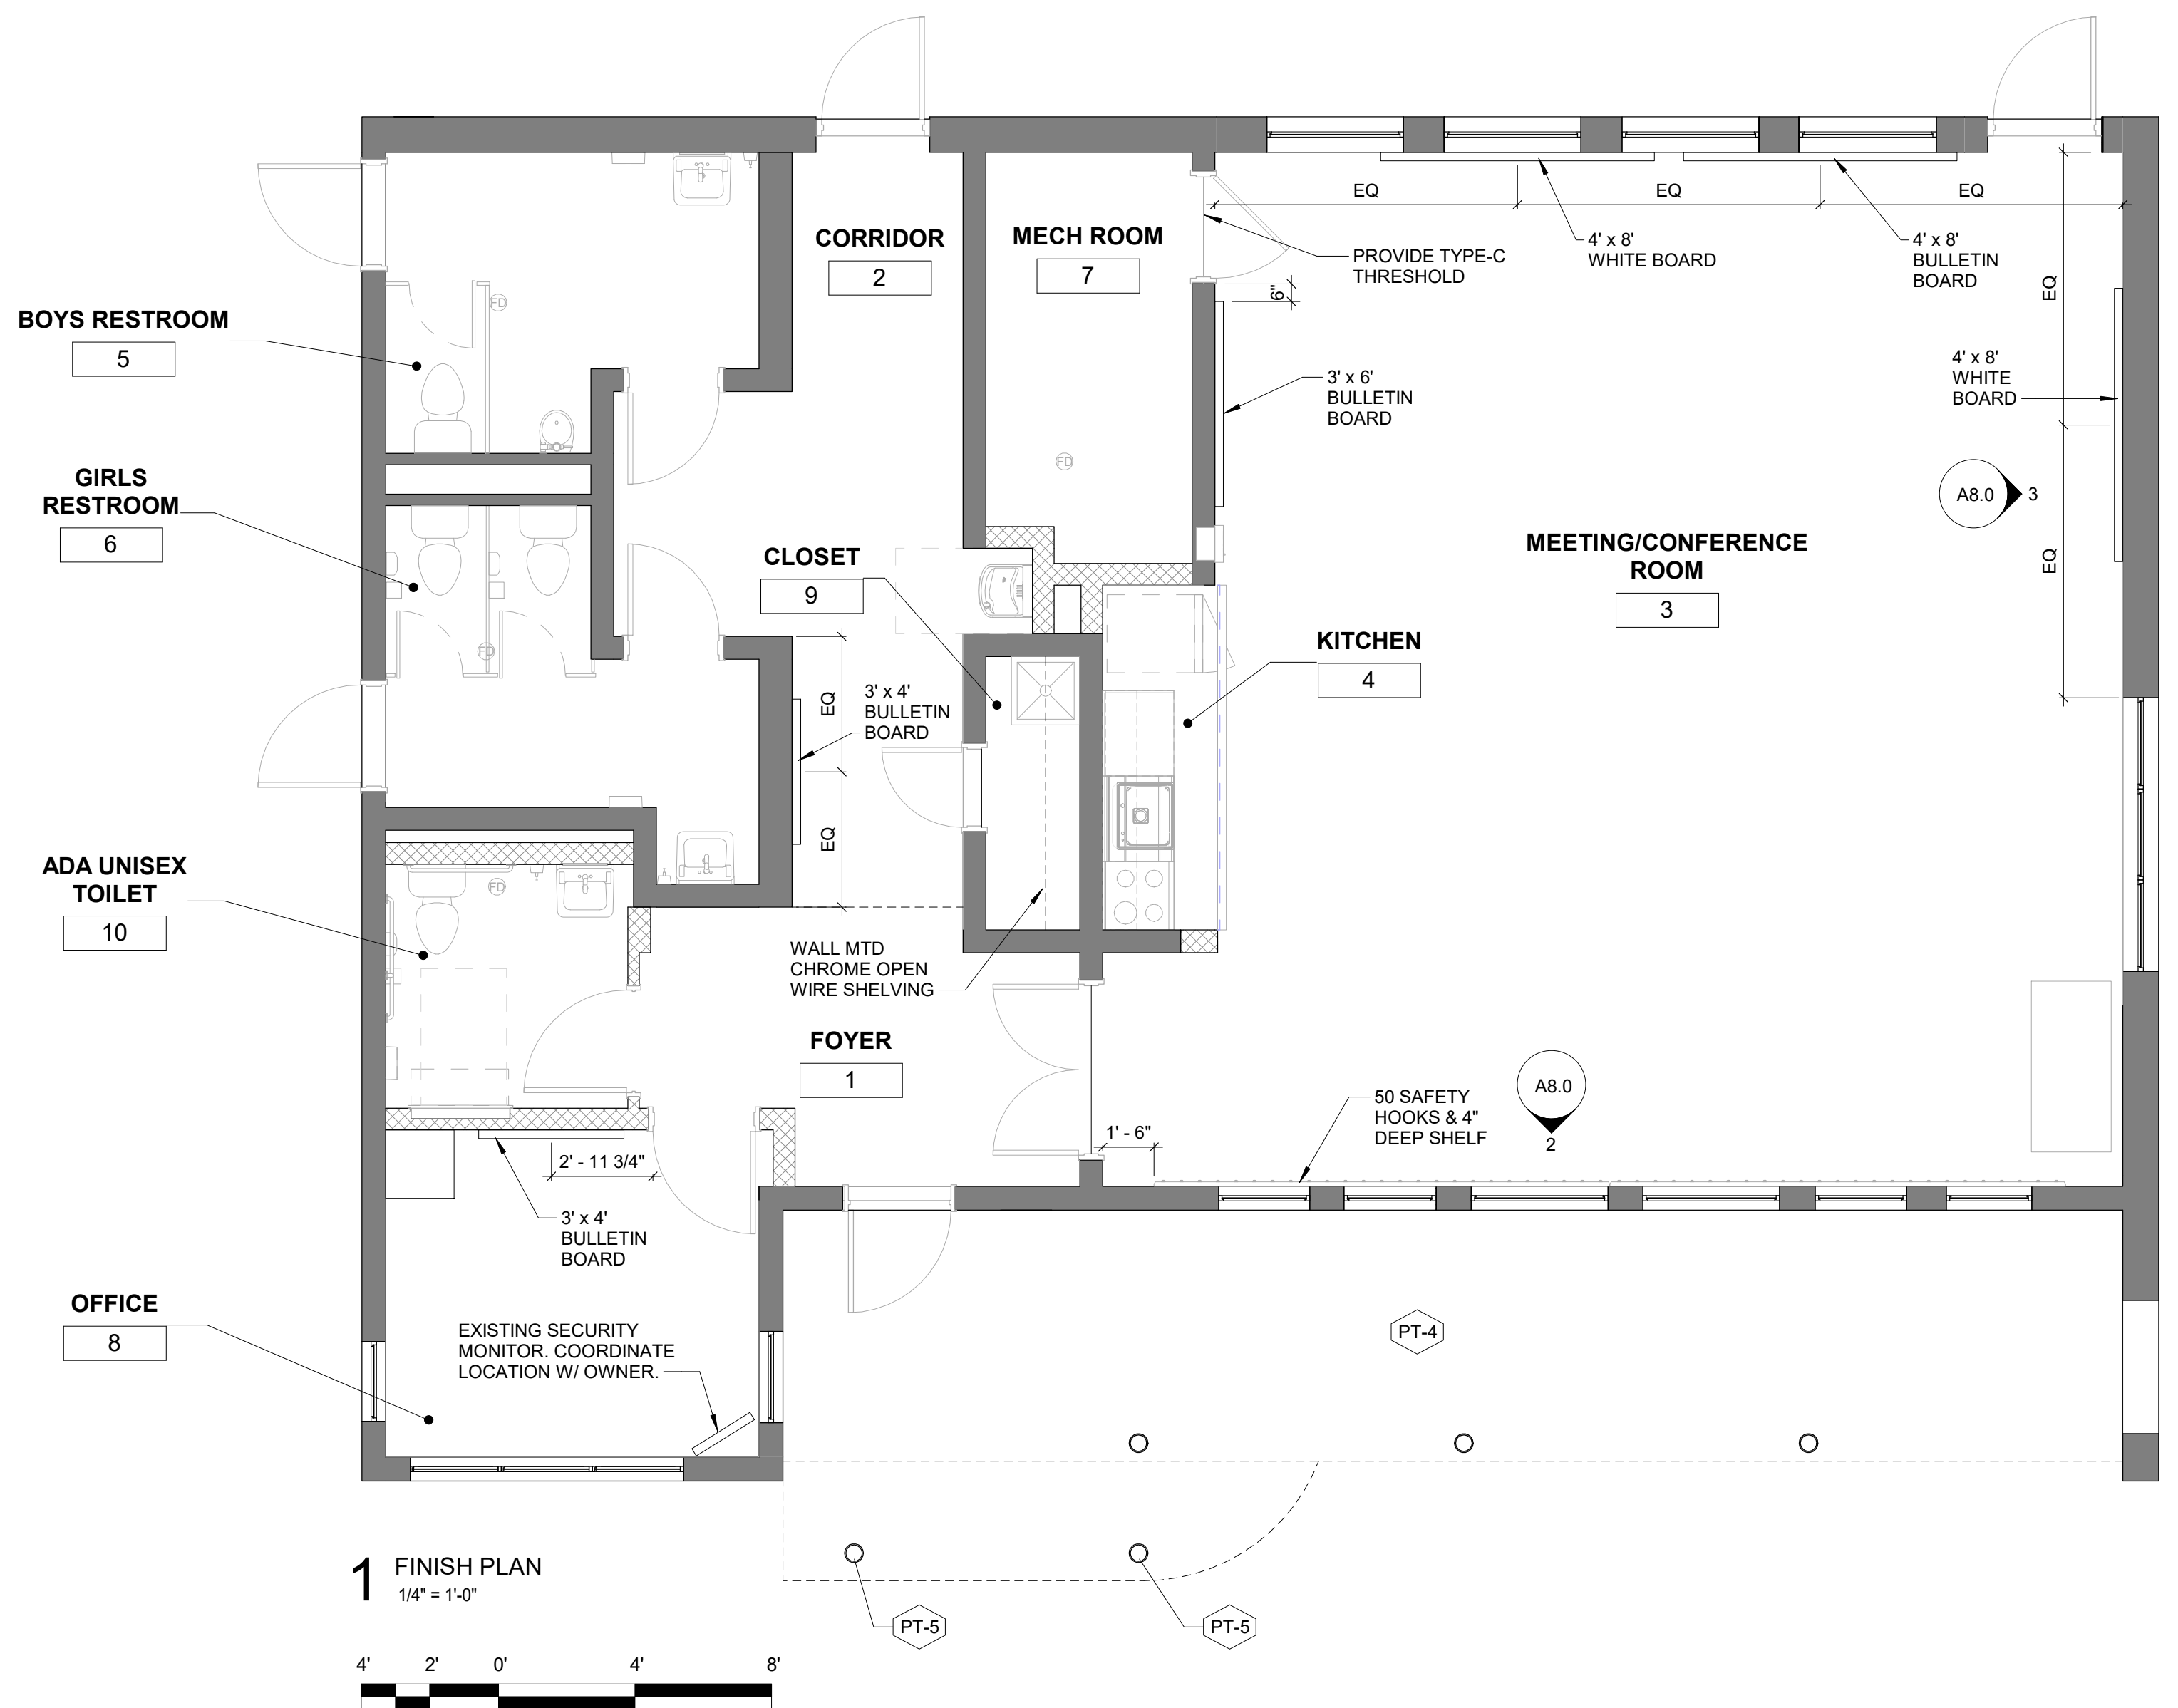 CORRIDOR
2
MECH ROOM
7
EQ
EQ
EQ
PROVIDE TYPE-C
THRESHOLD
4' x 8'
WHITE BOARD
4' x 8'
BULLETIN
BOARD
6"
EQ
BOYS RESTROOM
5
3' x 6'
BULLETIN
BOARD
4' x 8'
WHITE
BOARD
FD
FD
GIRLS
RESTROOM
6
A8.0
3
EQ
CLOSET
9
MEETING/CONFERENCE
ROOM
3
FD
KITCHEN
4
EQ
3' x 4'
BULLETIN
BOARD
EQ
ADA UNISEX
TOILET
10
FD
WALL MTD
CHROME OPEN
WIRE SHELVING
FOYER
1
50 SAFETY
HOOKS & 4"
DEEP SHELF
A8.0
2
1' - 6"
2' - 11 3/4"
3' x 4'
BULLETIN
BOARD
OFFICE
8
EXISTING SECURITY
MONITOR. COORDINATE
LOCATION W/ OWNER.
PT-4
1
FINISH PLAN
1/4" = 1'-0"
PT-5
PT-5
4'
2'
0'
4'
8'